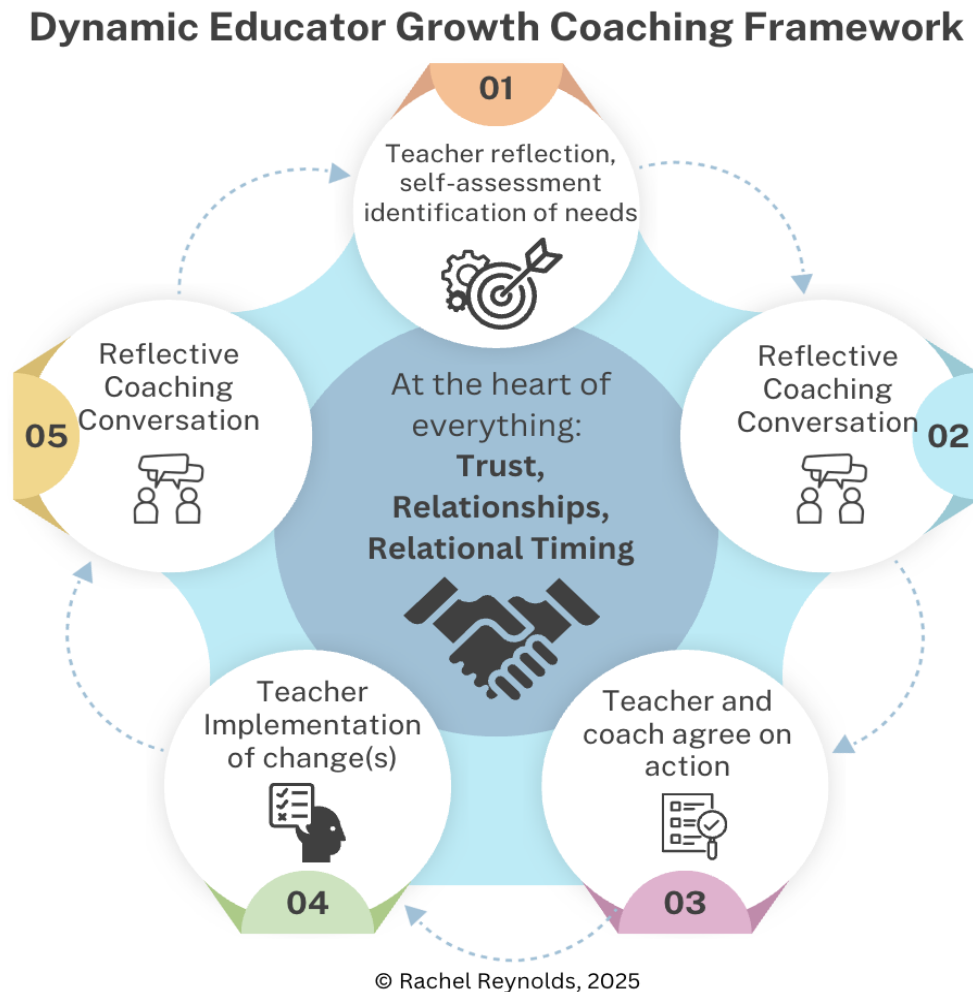 Dynamic Educator Growth Coaching Framework
01
Teacher reflection,
self-assessment
identification of needs
02
Reflective
Coaching
Conversation
03
Teacher and
coach agree on
action
04
Teacher
Implementation
of change(s)
05
Reflective
Coaching
Conversation
At the heart of
everything:
Trust,
Relationships,
Relational Timing
© Rachel Reynolds, 2025